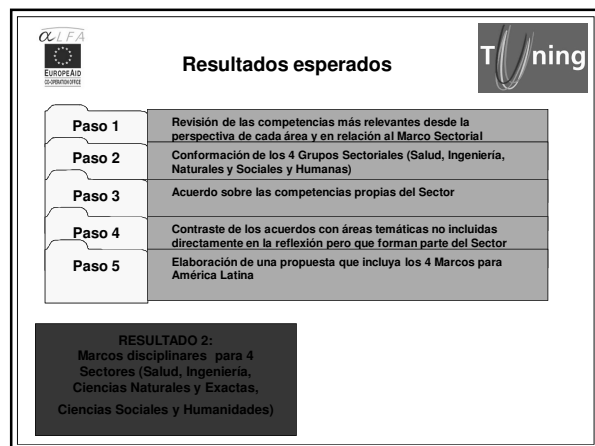 αLFA
EUROPEAID
CO-OPERATION OFFICE
Resultados esperados
Tuning
Paso 1
Revisión de las competencias más relevantes desde la
perspectiva de cada área y en relación al Marco Sectorial
Paso 2
Conformación de los 4 Grupos Sectoriales (Salud, Ingeniería,
Naturales y Sociales y Humanas)
Paso 3
Acuerdo sobre las competencias propias del Sector
Paso 4
Contraste de los acuerdos con áreas temáticas no incluidas
directamente en la reflexión pero que forman parte del Sector
Paso 5
Elaboración de una propuesta que incluya los 4 Marcos para
América Latina
RESULTADO 2:
Marcos disciplinares para 4
Sectores (Salud, Ingeniería,
Ciencias Naturales y Exactas,
Ciencias Sociales y Humanidades)